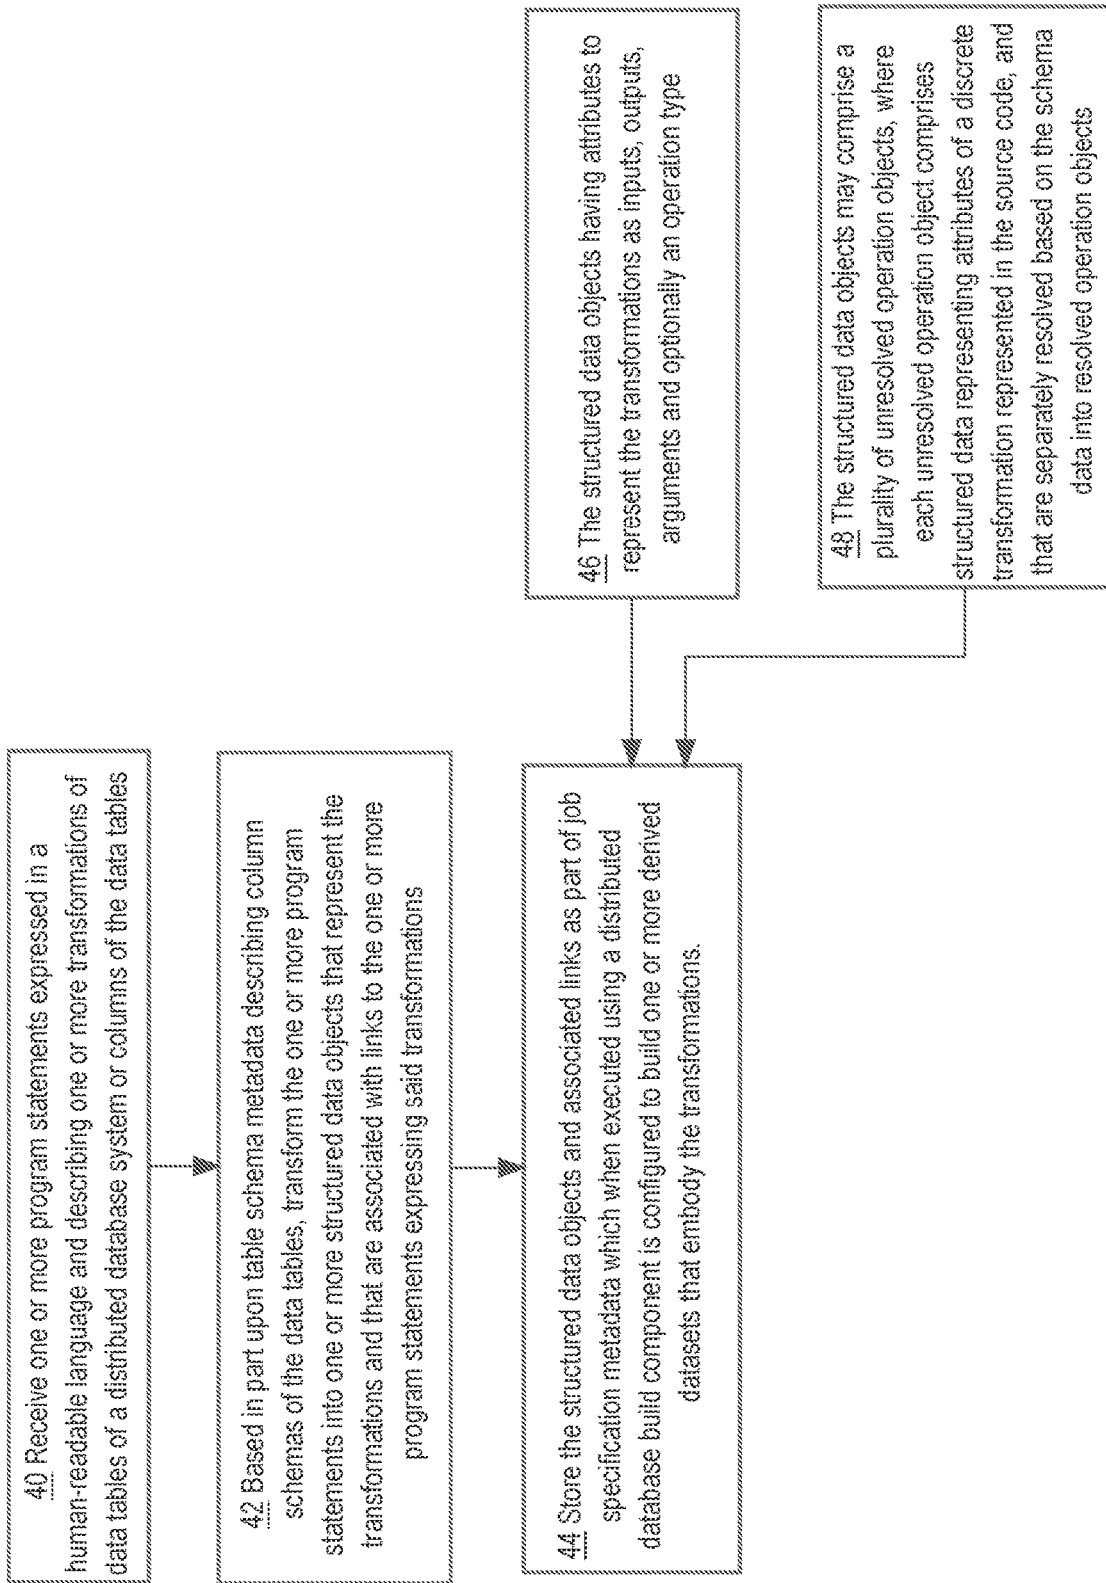 40 Receive one or more program statements expressed in a
human-readable language and describing one or more transformations of
data tables of a distributed database system or columns of the data tables
42 Based in part upon table schema metadata describing column
schemas of the data tables, transform the one or more program
statements into one or more structured data objects that represent the
transformations and that are associated with links to the one or more
program statements expressing said transformations
44 Store the structured data objects and associated links as part of job
specification metadata which when executed using a distributed
database build component is configured to build one or more derived
datasets that embody the transformations.
46 The structured data objects having attributes to
represent the transformations as inputs, outputs,
arguments and optionally an operation type
48 The structured data objects may comprise a
plurality of unresolved operation objects, where
each unresolved operation object comprises
structured data representing attributes of a discrete
transformation represented in the source code, and
that are separately resolved based on the schema
data into resolved operation objects